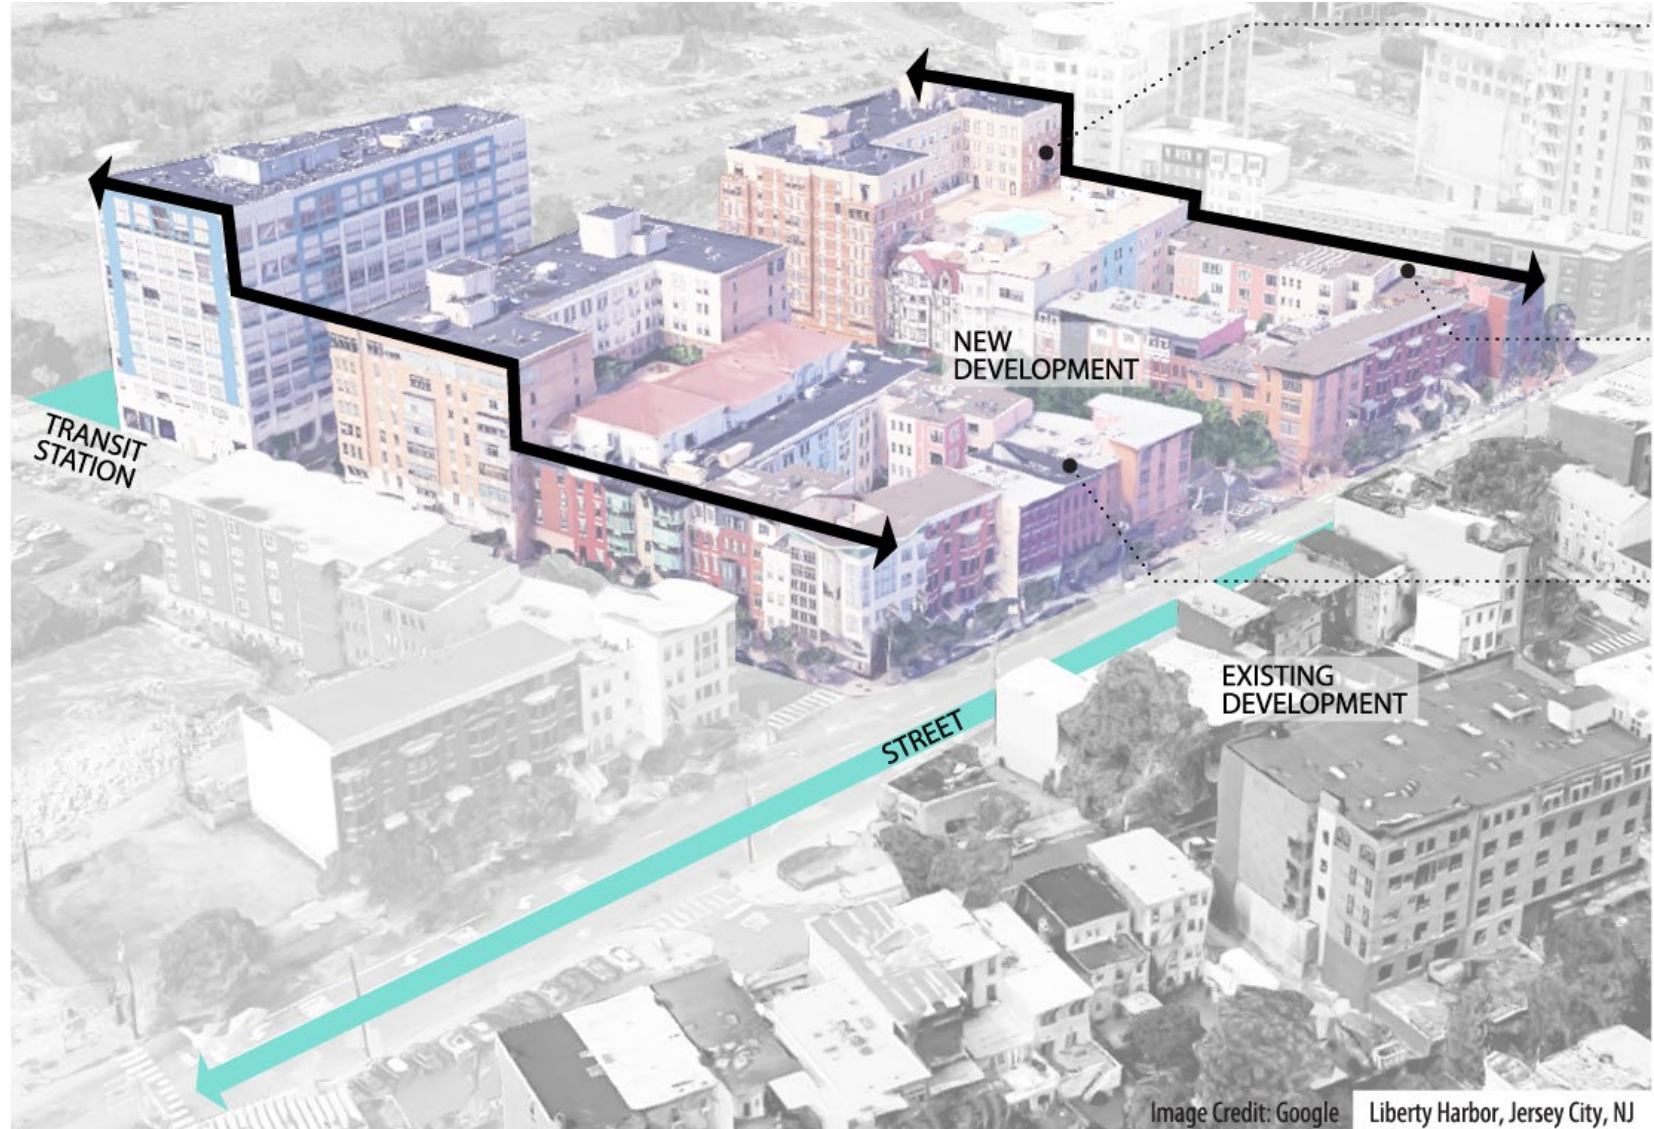 NEW
DEVELOPMENT
TRANSIT
STATION
EXISTING
DEVELOPMENT
STREET
Image Credit: Google
Liberty Harbor, Jersey City, NJ